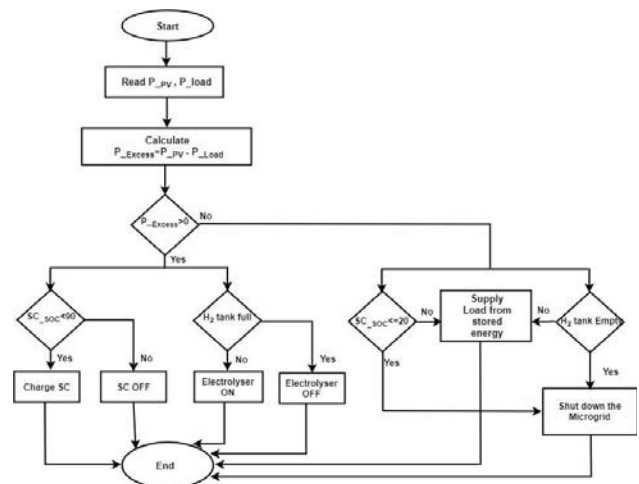 Start
Read P_PV , P_load
Calculate
P_Excess=P_PV - P_Load
P_Excess>0
No
Yes
SC_SOC<90
H2 tank full
SC_SOC<=20
No
Supply
Load from
stored
energy
No
H2 tank Empty
Yes
No
No
Yes
Yes
Yes
Charge SC
SC OFF
Electrolyser
ON
Electrolyser
OFF
Shut down the
Microgrid
End